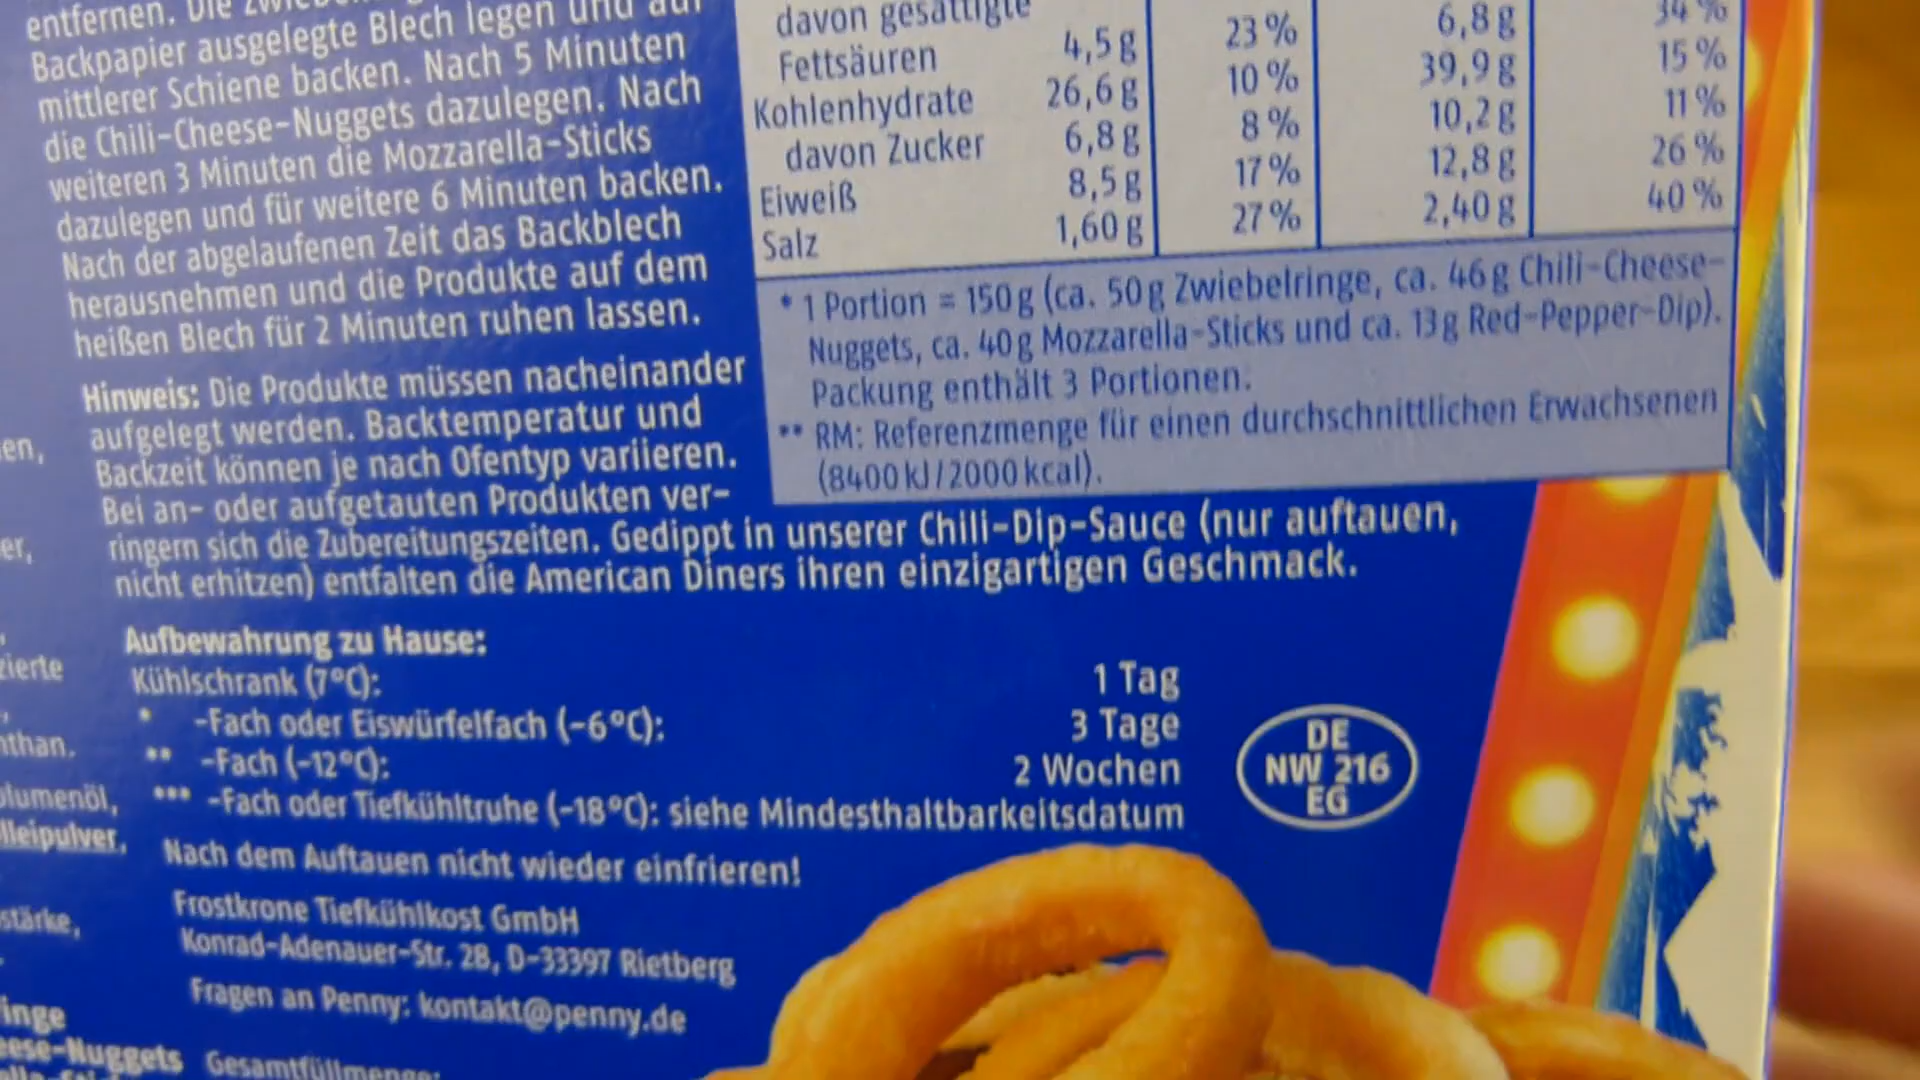 entfernen. Die
Backpapier ausgelegte Blech legen und auf
mittlerer Schiene backen. Nach 5 Minuten
die Chili-Cheese-Nuggets dazulegen. Nach
weiteren 3 Minuten die Mozzarella-Sticks
dazulegen und für weitere 6 Minuten backen.
Nach der abgelaufenen Zeit das Backblech
herausnehmen und die Produkte auf dem
heißen Blech für 2 Minuten ruhen lassen.
Hinweis: Die Produkte müssen nacheinander
aufgelegt werden. Backtemperatur und
Backzeit können je nach Ofentyp variieren.
Bei an- oder aufgetauten Produkten ver-
ringern sich die Zubereitungszeiten. Gedippt in unserer Chili-Dip-Sauce (nur auftauen,
nicht erhitzen) entfalten die American Diners ihren einzigartigen Geschmack.
davon gesättigte
Fettsäuren 4,5 g 23 % 6,8 g 34 %
Kohlenhydrate 26,6 g 10 % 39,9 g 15 %
davon Zucker 6,8 g 8 % 10,2 g 11 %
Eiweiß 8,5 g 17 % 12,8 g 26 %
Salz 1,60 g 27 % 2,40 g 40 %
* 1 Portion = 150 g (ca. 50 g Zwiebelringe, ca. 46 g Chili-Cheese-
Nuggets, ca. 40 g Mozzarella-Sticks und ca. 13 g Red-Pepper-Dip).
Packung enthält 3 Portionen.
** RM: Referenzmenge für einen durchschnittlichen Erwachsenen
(8400 kJ / 2000 kcal).
Aufbewahrung zu Hause:
Kühlschrank (7°C): 1 Tag
* -Fach oder Eiswürfelfach (-6°C): 3 Tage
** -Fach (-12°C): 2 Wochen
*** -Fach oder Tiefkühltruhe (-18°C): siehe Mindesthaltbarkeitsdatum
Nach dem Auftauen nicht wieder einfrieren!
DE
NW 216
EG
Frostkrone Tiefkühlkost GmbH
Konrad-Adenauer-Str. 28, D-33397 Rietberg
Fragen an Penny: kontakt@penny.de
Gesamtfüllmenge:
en,
er,
zierte
nthan.
blumenöl,
lleipulver,
stärke,
inge
eese-Nuggets